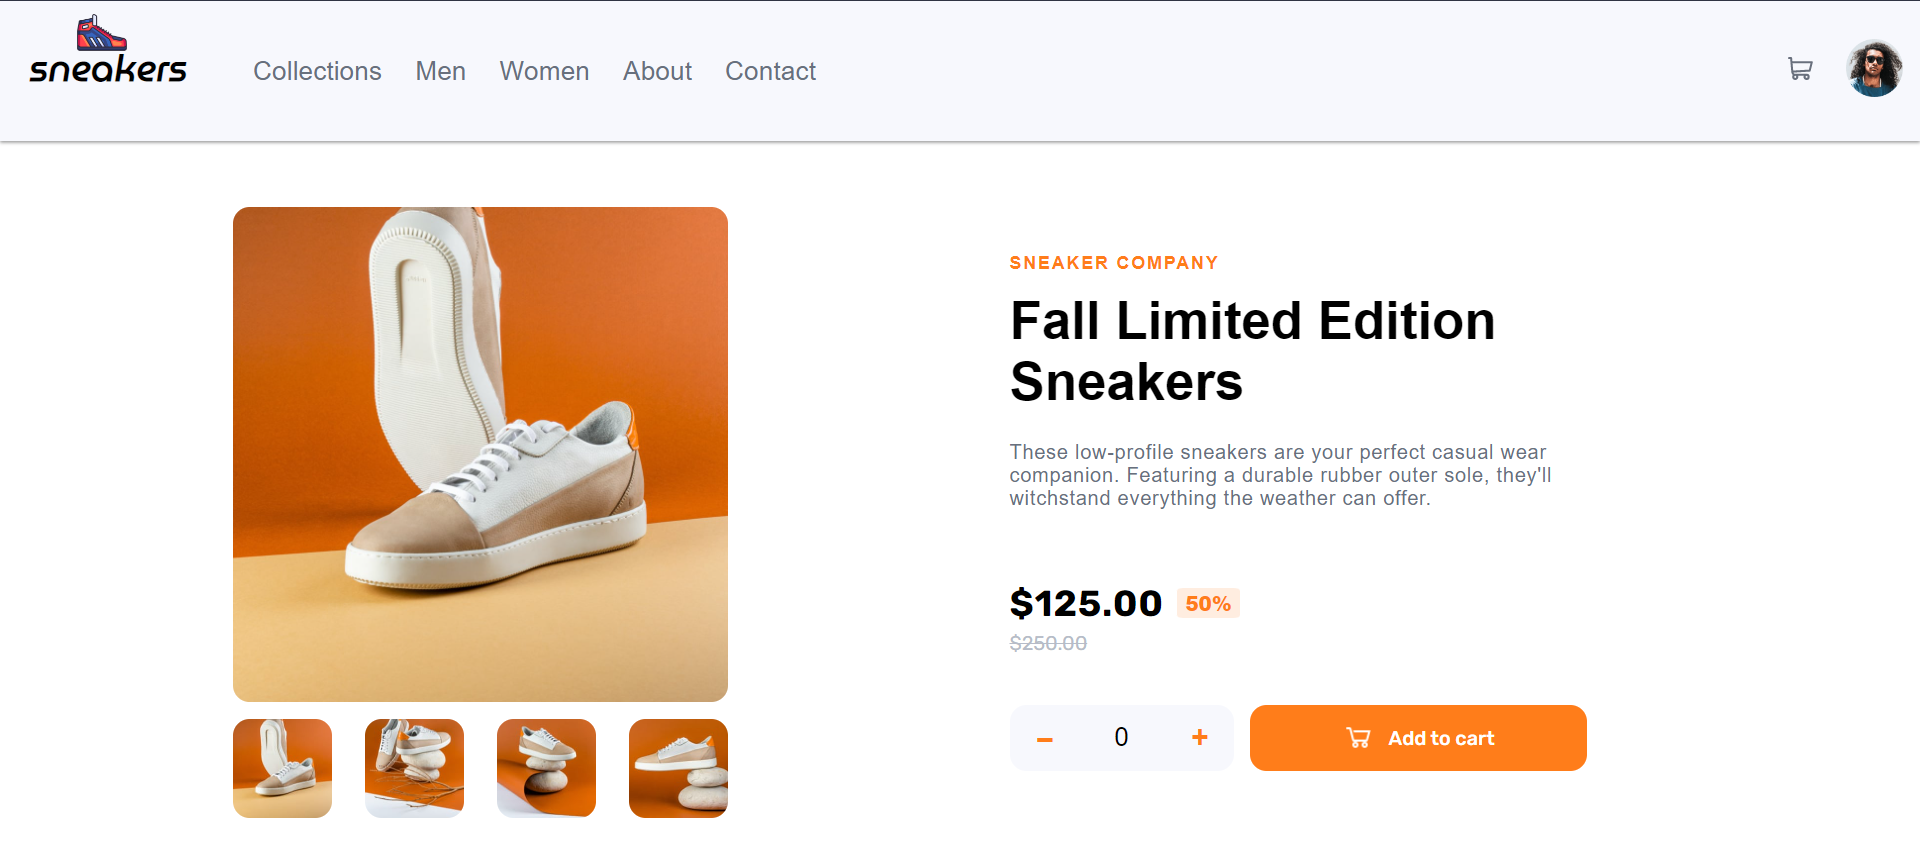 sneakers
Collections Men Women About Contact
SNEAKER COMPANY
Fall Limited Edition
Sneakers
These low-profile sneakers are your perfect casual wear
companion. Featuring a durable rubber outer sole, they'll
witchstand everything the weather can offer.
$125.00 50%
$250.00
– 0 +
Add to cart